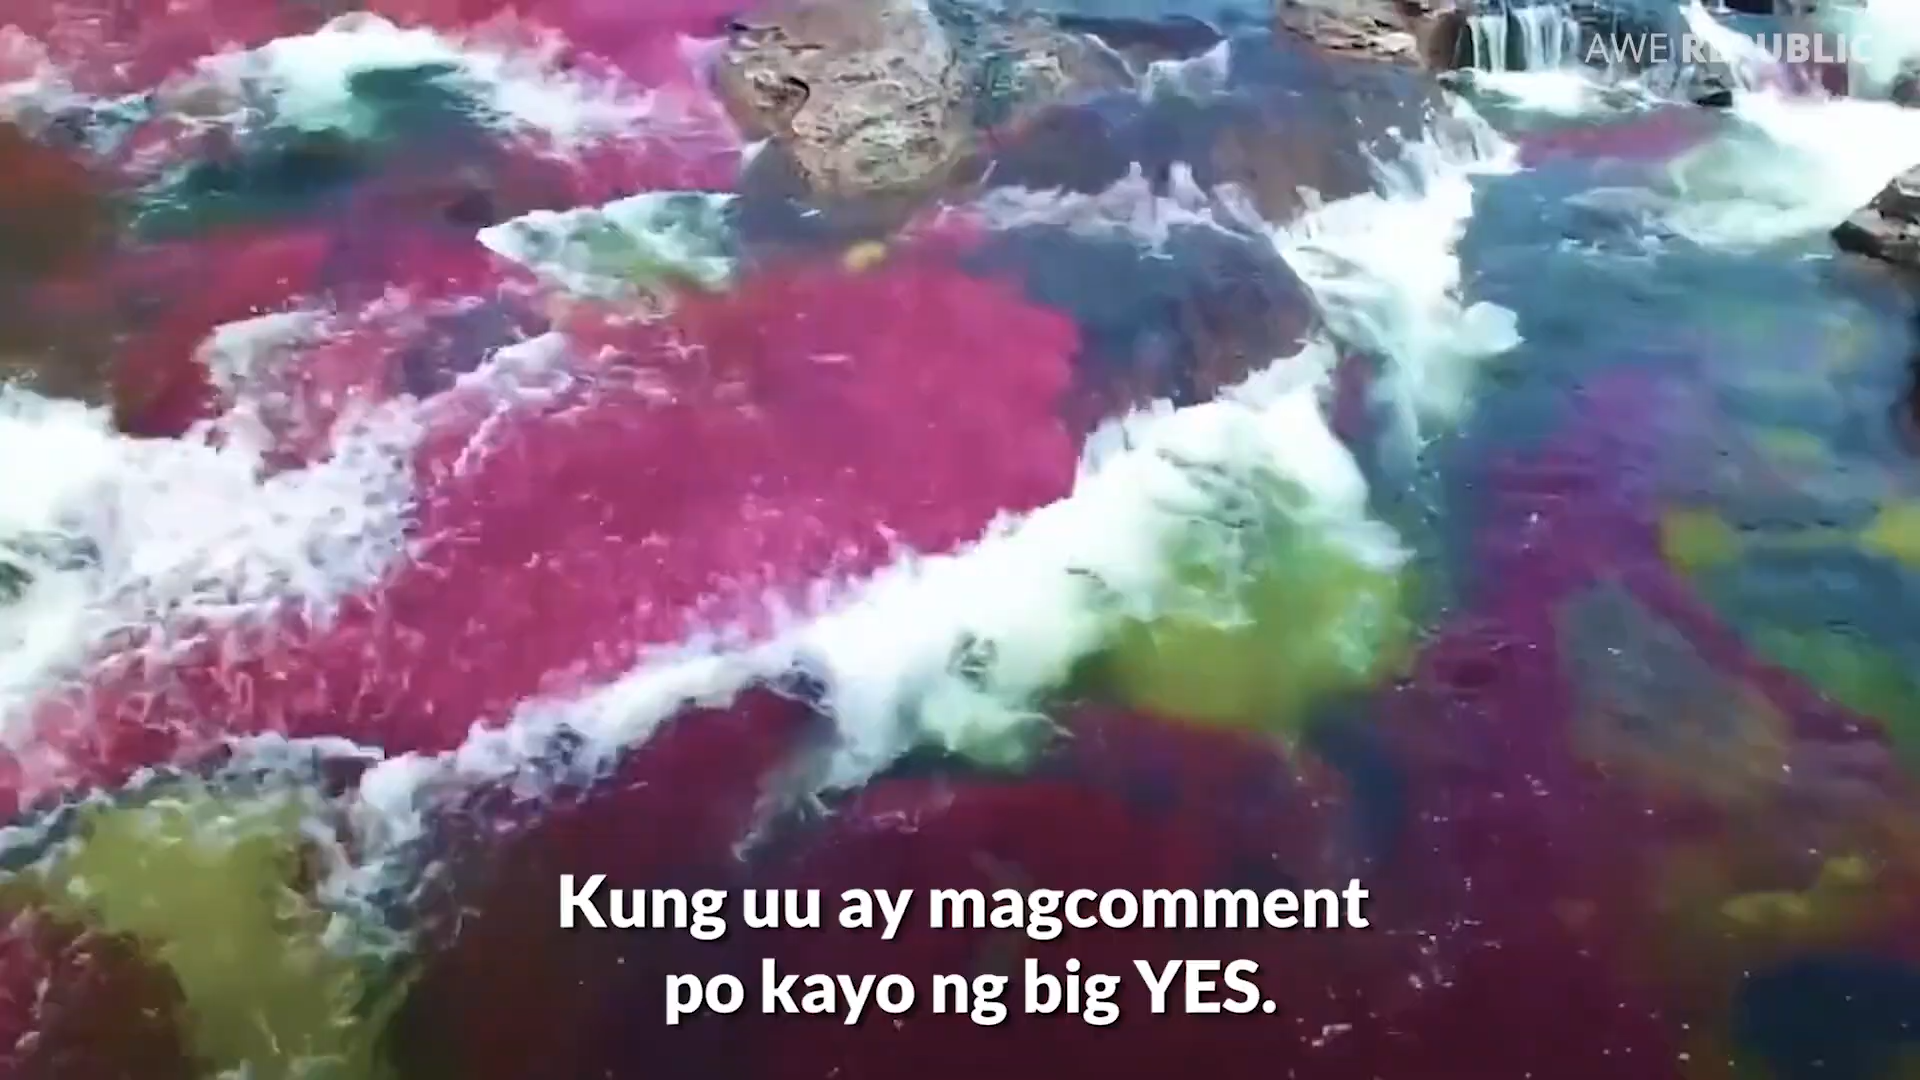 AWE REPUBLIC
Kung uu ay magcomment
po kayo ng big YES.